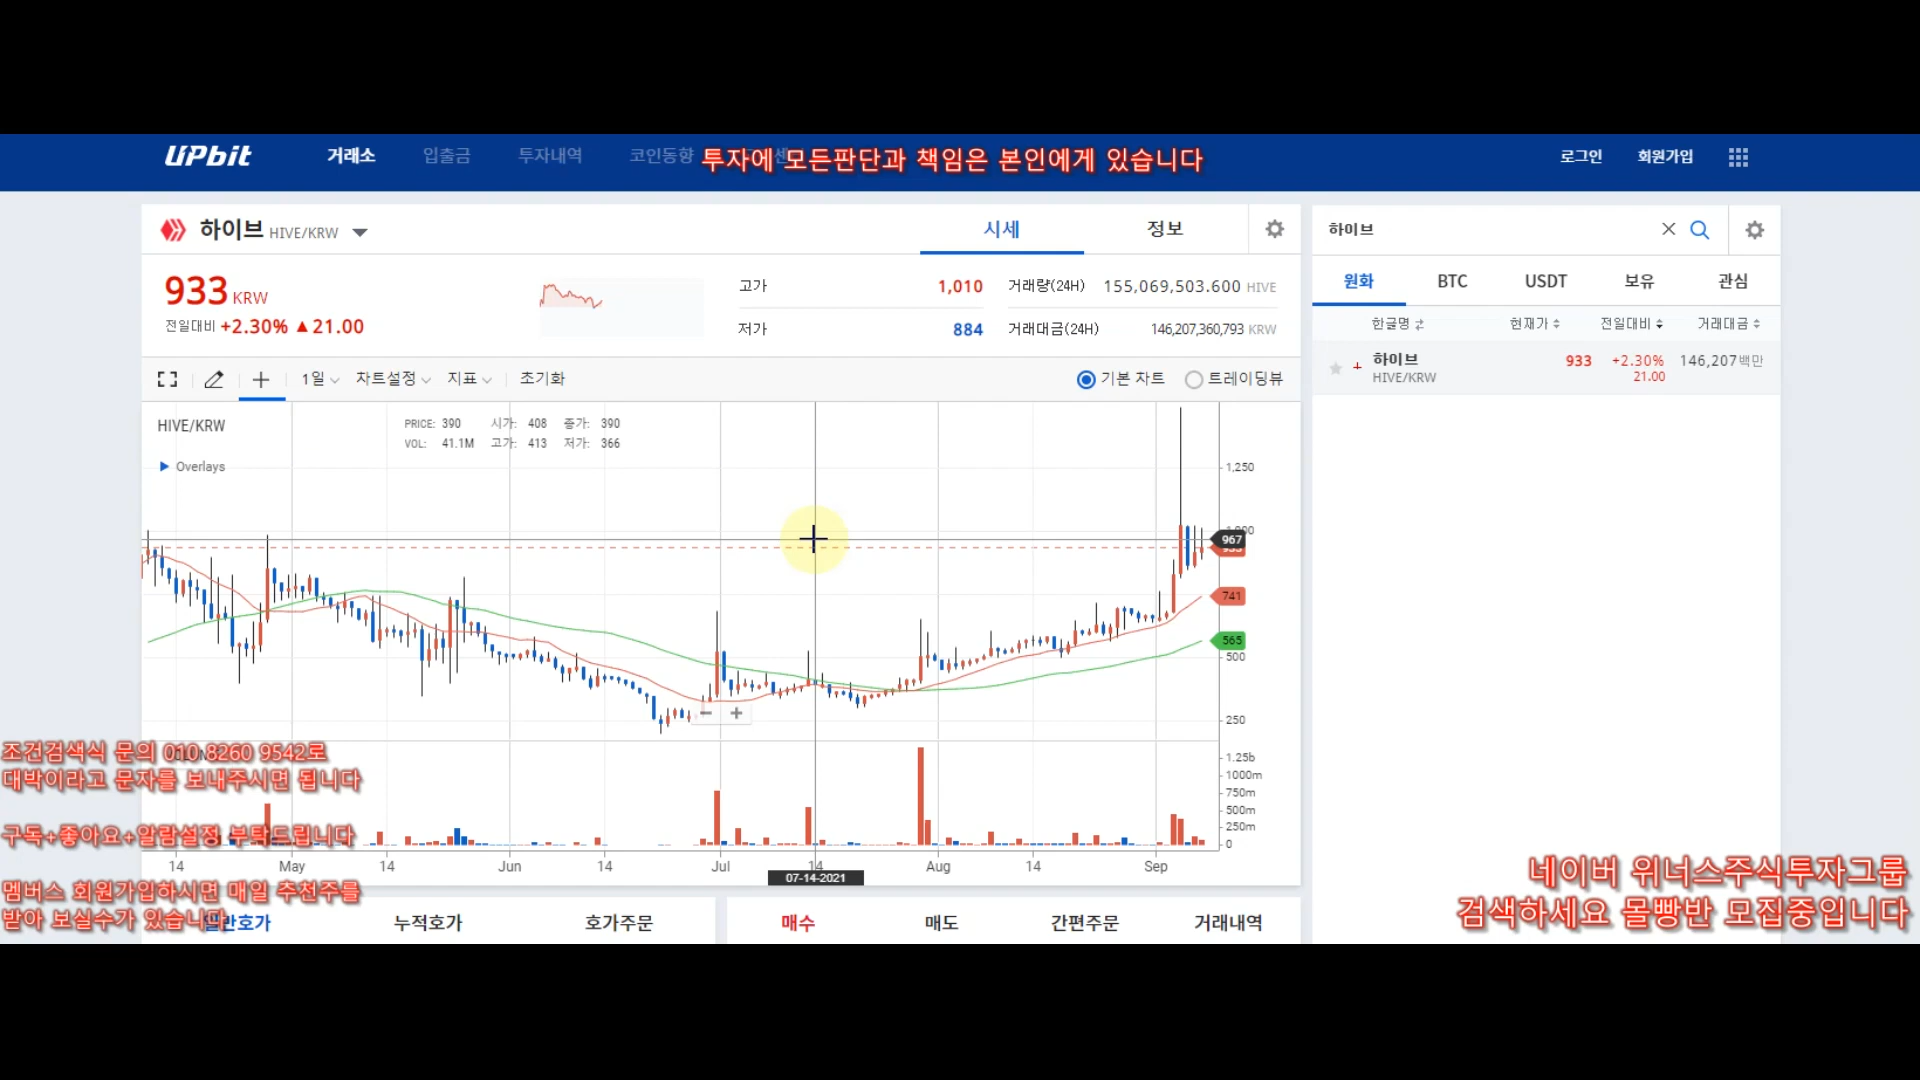 UPbit 거래소 입출금 투자내역 코인동향 투자에 모든판단과 책임은 본인에게 있습니다 로그인 회원가입
하이브 HIVE/KRW 시세 정보
하이브
933 KRW
전일대비 +2.30% ▲ 21.00
고가 1,010 거래량(24H) 155,069,503.600 HIVE
저가 884 거래대금(24H) 146,207,360,793 KRW
원화 BTC USDT 보유 관심
한글명 현재가 전일대비 거래대금
하이브 933 +2.30% 146,207백만
HIVE/KRW 21.00
1일 차트설정 지표 초기화 기본 차트 트레이딩뷰
HIVE/KRW
PRICE: 390 시가: 408 종가: 390
VOL: 41.1M 고가: 413 저가: 366
Overlays
1,250
967
741
565
500
250
1.25b
1000m
750m
500m
250m
0
14 May 14 Jun 14 Jul 14 Aug 14 Sep
07-14-2021
조건검색식 문의 010 8260 9542로
대박이라고 문자를 보내주시면 됩니다
구독+좋아요+알람설정 부탁드립니다
멤버스 회원가입하시면 매일 추천주를
받아 보실수가 있습니다
네이버 위너스주식투자그룹
검색하세요 몰빵반 모집중입니다
일반호가 누적호가 호가주문 매수 매도 간편주문 거래내역